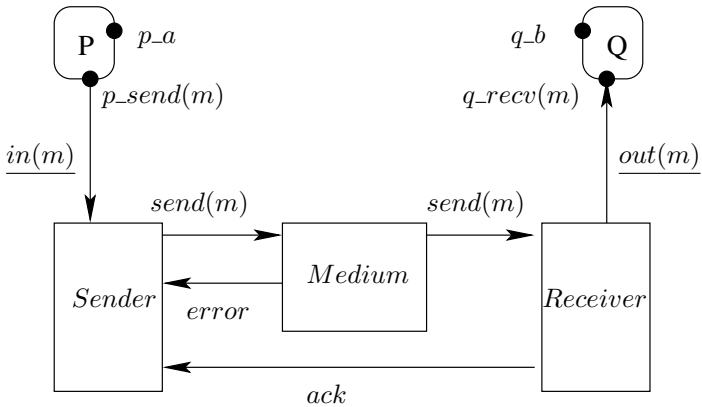 P
p_a
q_b
Q
p_send(m)
q_recv(m)
in(m)
out(m)
send(m)
send(m)
Sender
Medium
Receiver
error
ack